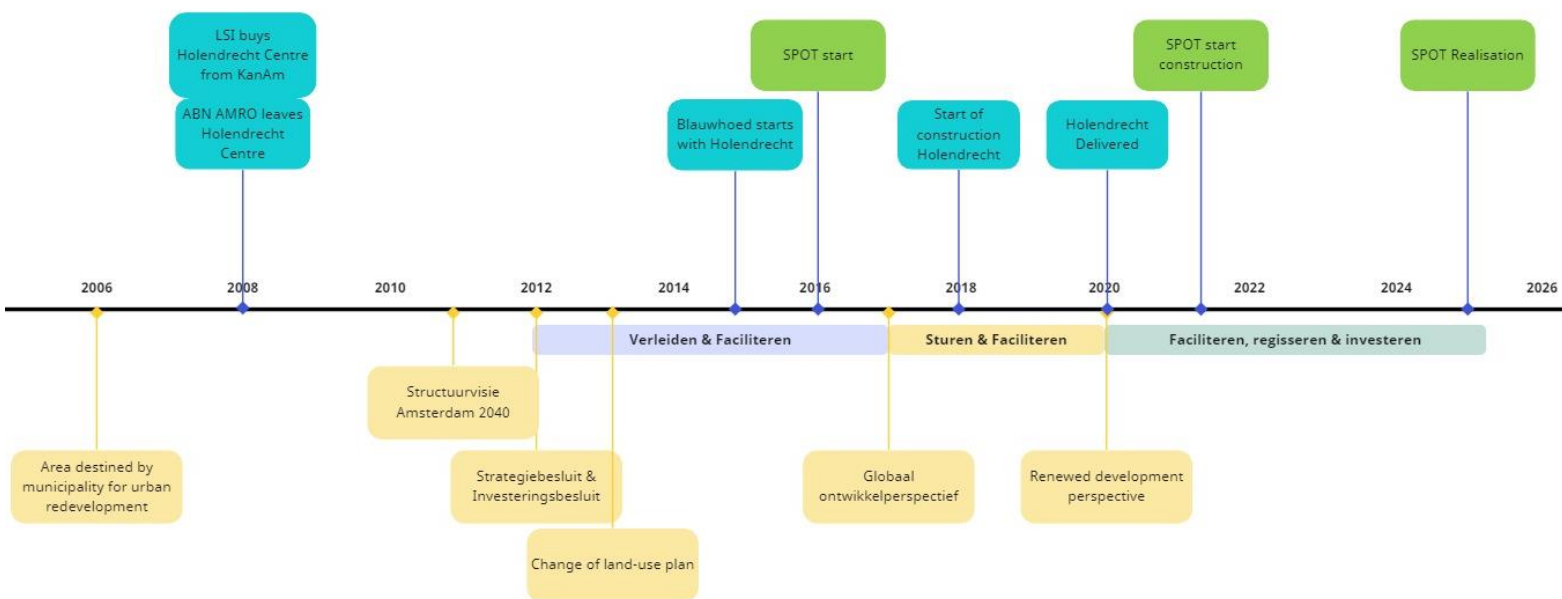 LSI buys
Holendrecht Centre
from KanAm
ABN AMRO leaves
Holendrecht
Centre
Blauwhoed starts
with Holendrecht
SPOT start
Start of
construction
Holendrecht
Holendrecht
Delivered
SPOT start
construction
SPOT Realisation
2006
2008
2010
2012
2014
2016
2018
2020
2022
2024
2026
Verleiden & Faciliteren
Sturen & Faciliteren
Faciliteren, regisseren & investeren
Area destined by
municipality for urban
redevelopment
Structuurvisie
Amsterdam 2040
Strategiebesluit &
Investeringsbesluit
Change of land-use plan
Globaal
ontwikkelperspectief
Renewed development
perspective